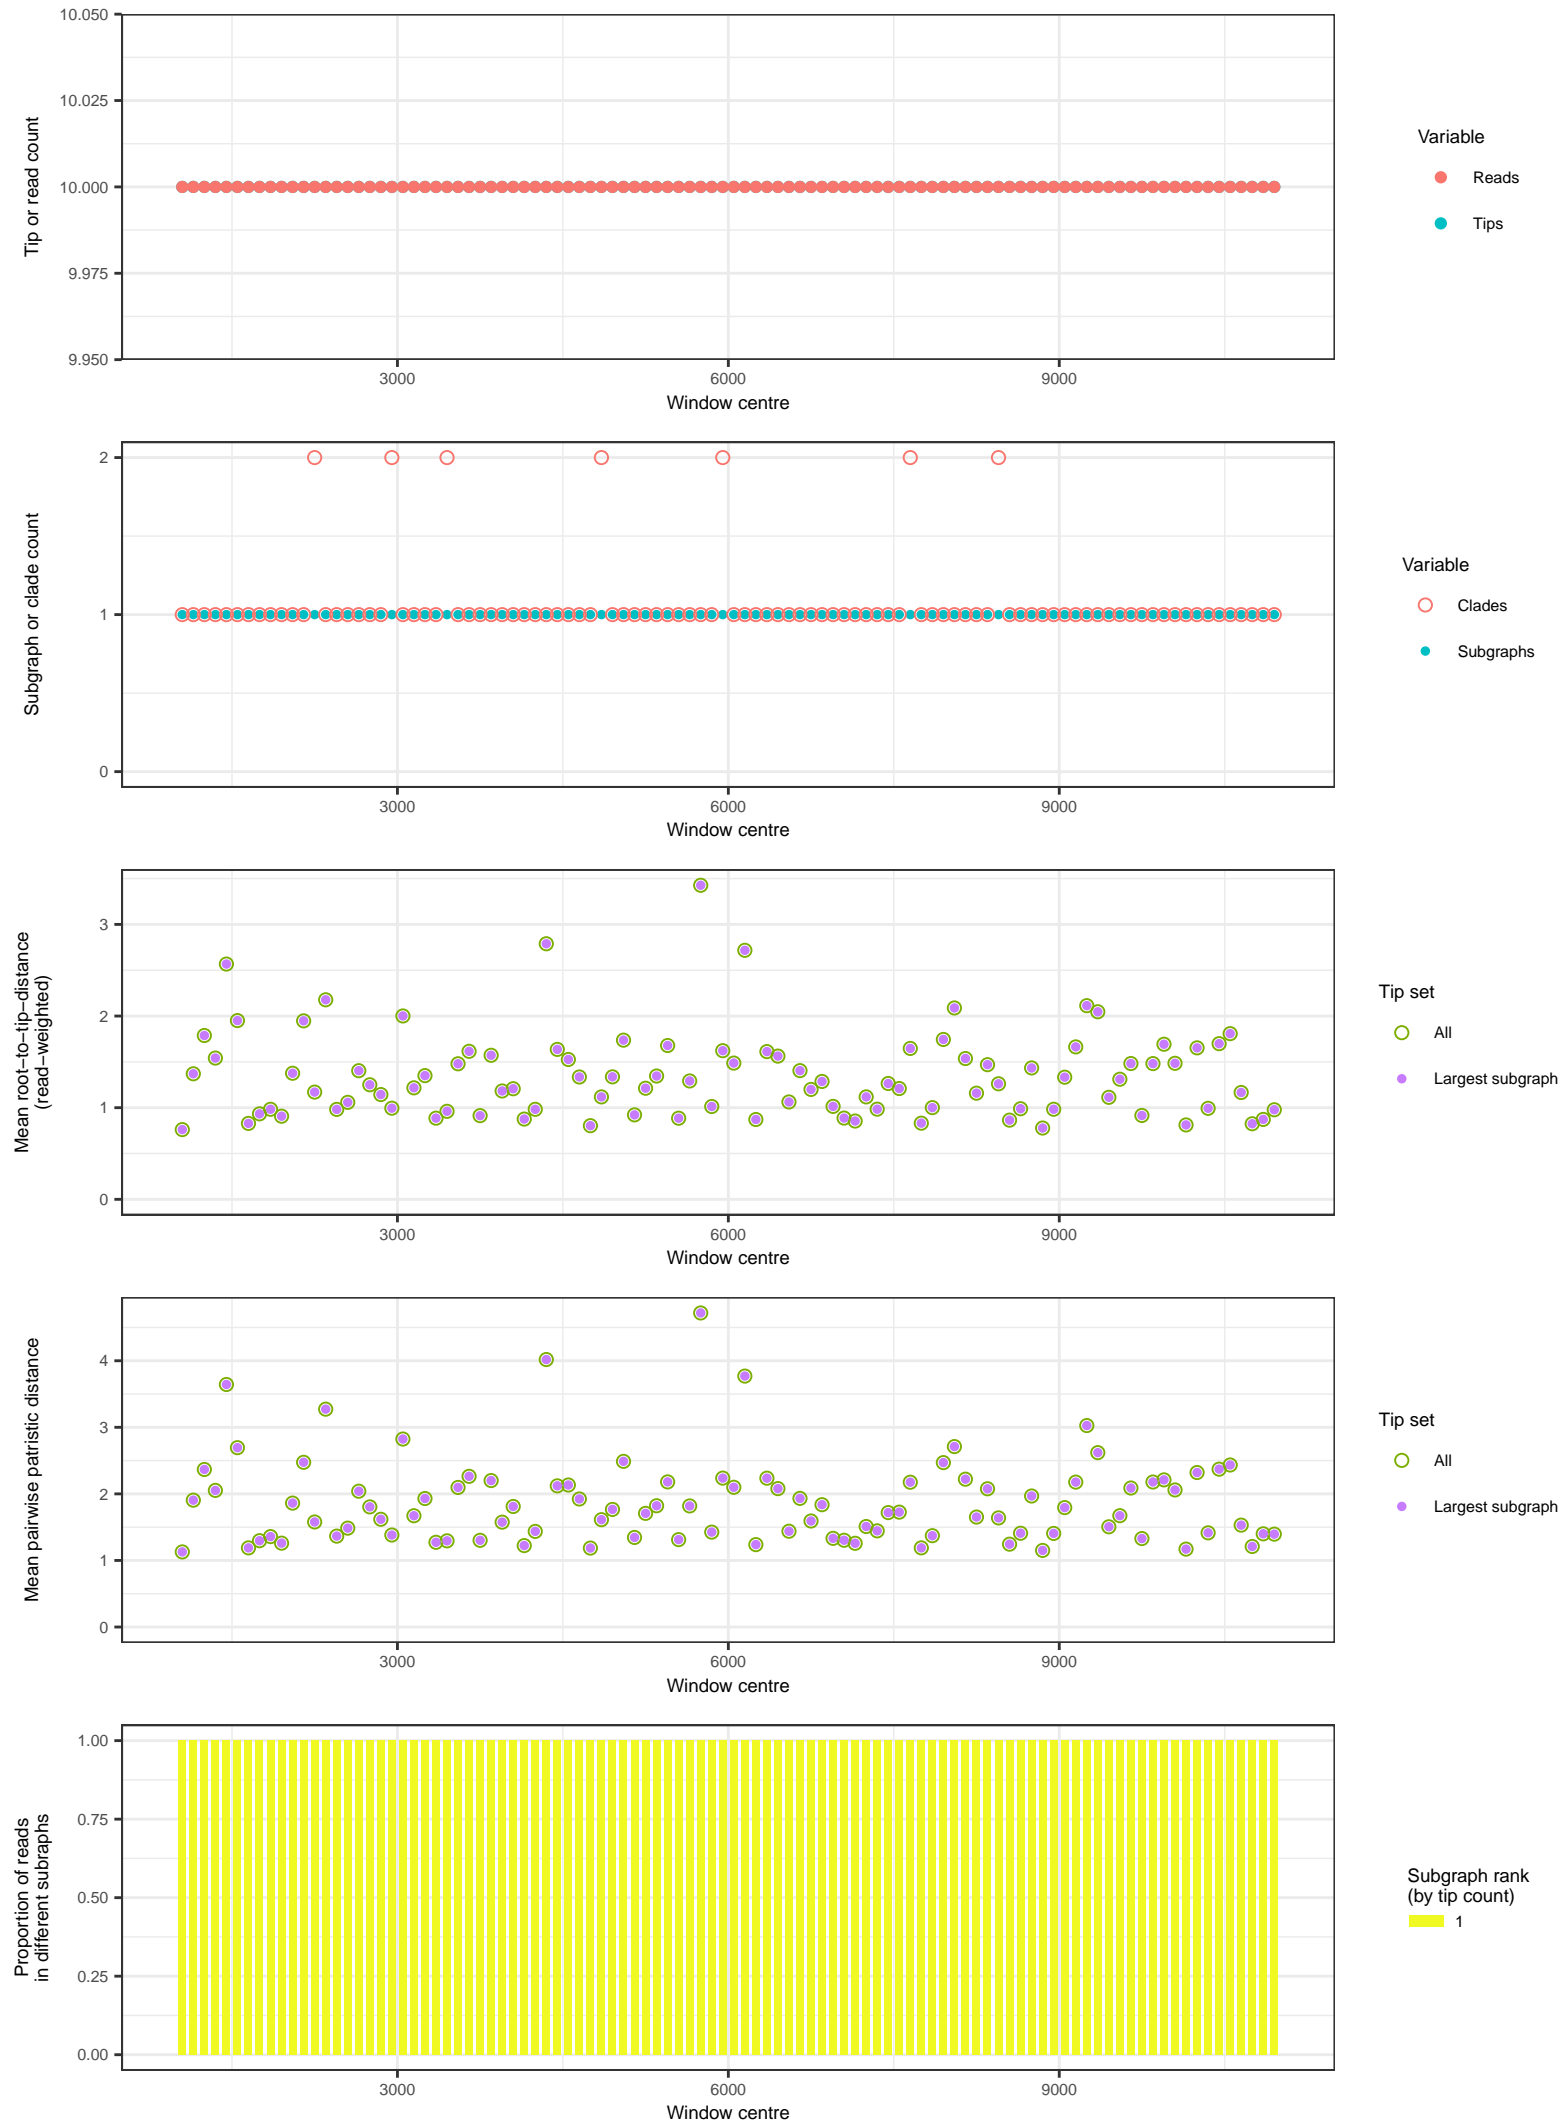 10.050
10.025
10.000
9.975
9.950
Tip or read count
3000
6000
9000
Window centre
Variable
Reads
Tips
2
1
0
Subgraph or clade count
3000
6000
9000
Window centre
Variable
Clades
Subgraphs
3
2
1
0
Mean root−to−tip−distance
(read−weighted)
3000
6000
9000
Window centre
Tip set
All
Largest subgraph
4
3
2
1
0
Mean pairwise patristic distance
3000
6000
9000
Window centre
Tip set
All
Largest subgraph
1.00
0.75
0.50
0.25
0.00
Proportion of reads
in different subraphs
3000
6000
9000
Window centre
Subgraph rank
(by tip count)
1